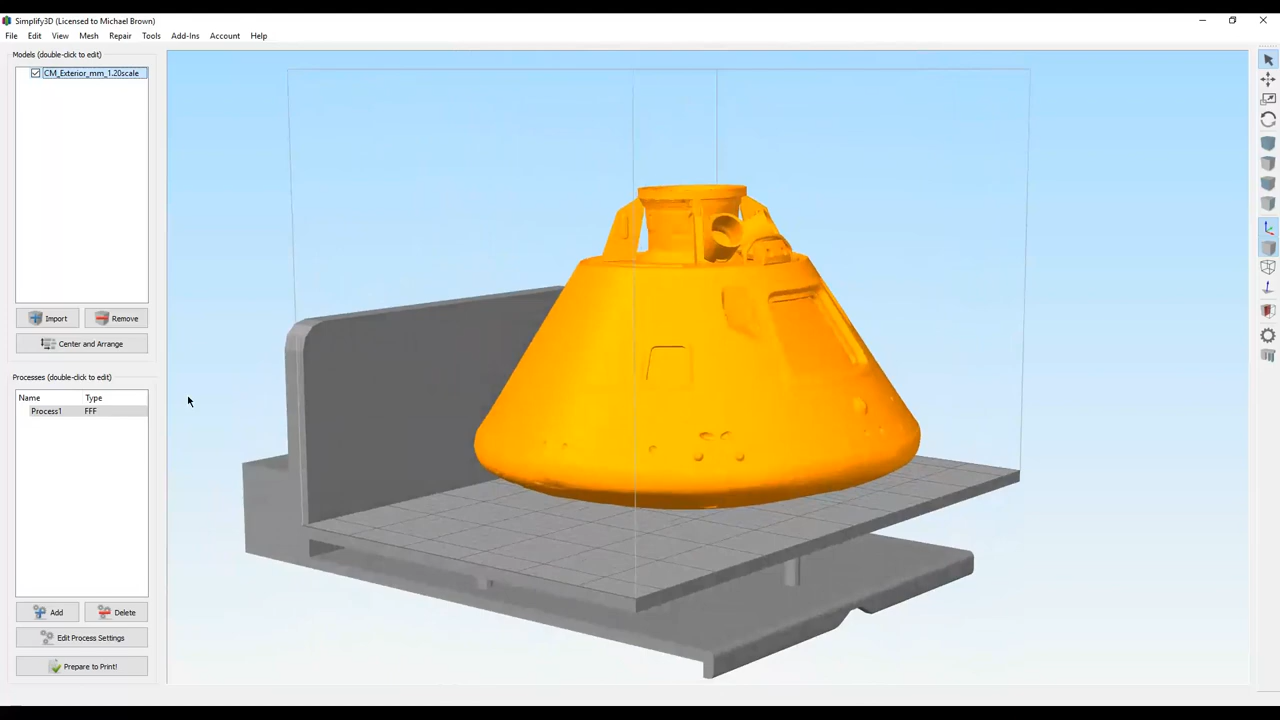 Simplify3D (Licensed to Michael Brown)
File Edit View Mesh Repair Tools Add-Ins Account Help
Models (double-click to edit)
CM_Exterior_mm_1.20scale
Import Remove
Center and Arrange
Processes (double-click to edit)
Name Type
Process1 FFF
Add Delete
Edit Process Settings
Prepare to Print!